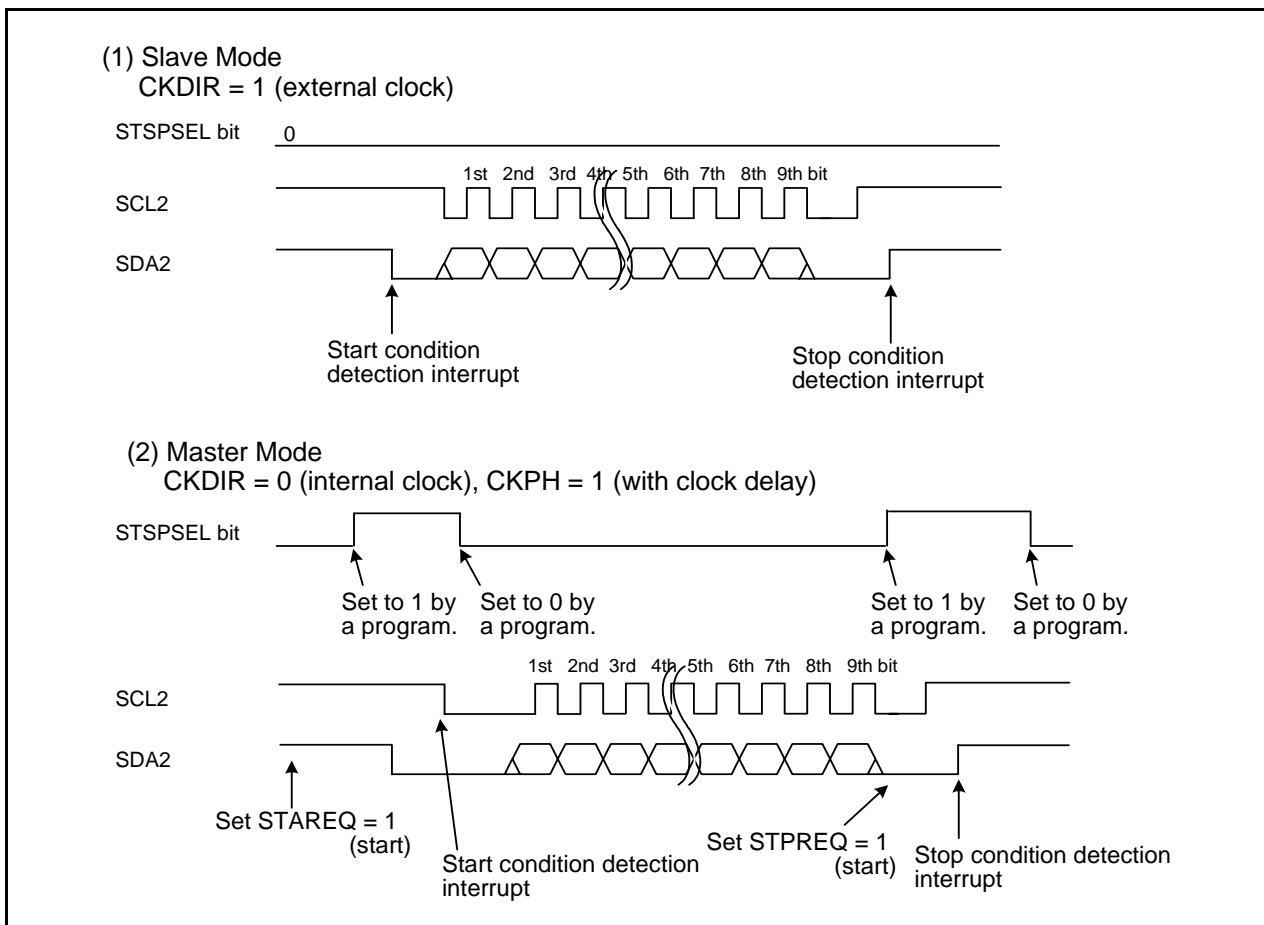 (1) Slave Mode
CKDIR = 1 (external clock)
STSPSEL bit
0
1st 2nd 3rd 4th 5th 6th 7th 8th 9th bit
SCL2
SDA2
Start condition
detection interrupt
Stop condition
detection interrupt
(2) Master Mode
CKDIR = 0 (internal clock), CKPH = 1 (with clock delay)
STSPSEL bit
Set to 1 by
a program.
Set to 0 by
a program.
Set to 1 by
a program.
Set to 0 by
a program.
1st 2nd 3rd 4th 5th 6th 7th 8th 9th bit
SCL2
SDA2
Set STAREQ = 1
(start)
Start condition detection
interrupt
Set STPREQ = 1
(start)
Stop condition detection
interrupt